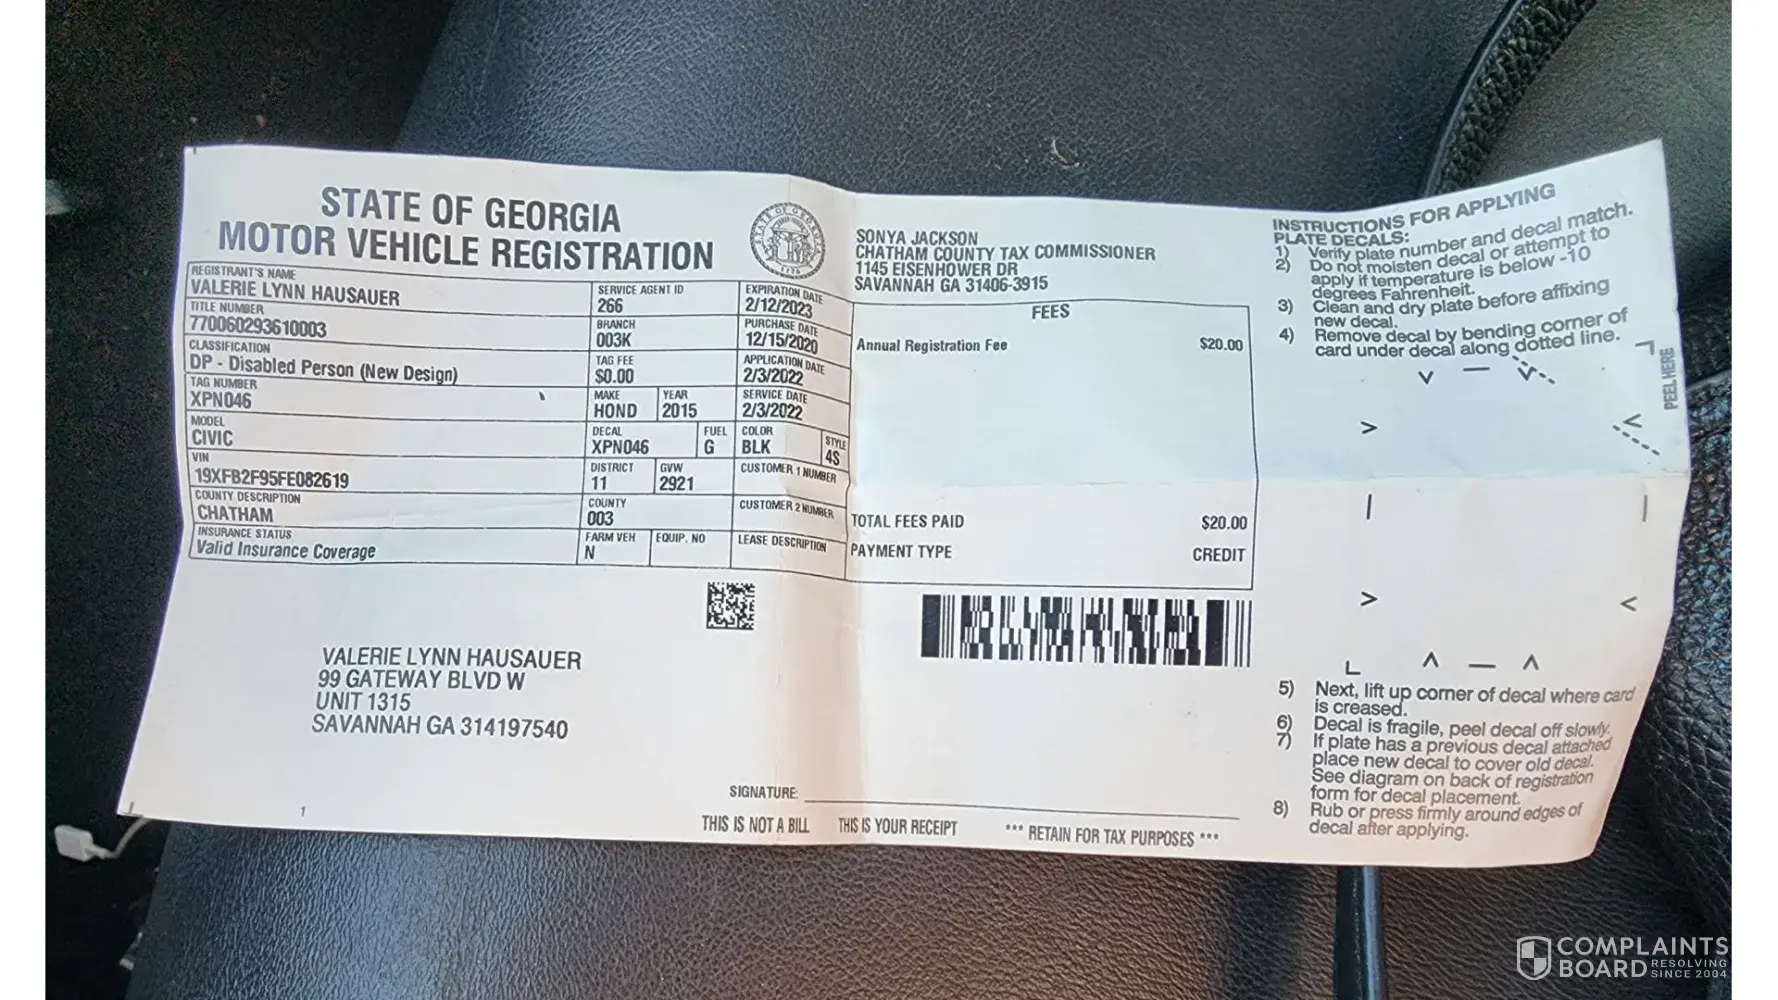 STATE OF GEORGIA
MOTOR VEHICLE REGISTRATION
REGISTRANT'S NAME
VALERIE LYNN HAUSAUER
TITLE NUMBER
770060293610003
CLASSIFICATION
DP - Disabled Person (New Design)
TAG NUMBER
XPN046
MODEL
CIVIC
VIN
19XFB2F95FE082619
COUNTY DESCRIPTION
CHATHAM
INSURANCE STATUS
Valid Insurance Coverage
SERVICE AGENT ID
266
BRANCH
003K
TAG FEE
$0.00
MAKE YEAR
HOND 2015
DECAL FUEL
XPN046 G
DISTRICT GVW
11 2921
COUNTY
003
FARM VEH EQUIP. NO
N
EXPIRATION DATE
2/12/2023
PURCHASE DATE
12/15/2020
APPLICATION DATE
2/3/2022
SERVICE DATE
2/3/2022
COLOR STYLE
BLK 4S
CUSTOMER 1 NUMBER
CUSTOMER 2 NUMBER
LEASE DESCRIPTION
STATE OF GEORGIA
1776
SONYA JACKSON
CHATHAM COUNTY TAX COMMISSIONER
1145 EISENHOWER DR
SAVANNAH GA 31406-3915
FEES
Annual Registration Fee $20.00
TOTAL FEES PAID $20.00
PAYMENT TYPE CREDIT
VALERIE LYNN HAUSAUER
99 GATEWAY BLVD W
UNIT 1315
SAVANNAH GA 314197540
1
SIGNATURE:
THIS IS NOT A BILL THIS IS YOUR RECEIPT *** RETAIN FOR TAX PURPOSES ***
INSTRUCTIONS FOR APPLYING
PLATE DECALS:
1) Verify plate number and decal match.
2) Do not moisten decal or attempt to
apply if temperature is below -10
degrees Fahrenheit.
3) Clean and dry plate before affixing
new decal.
4) Remove decal by bending corner of
card under decal along dotted line.
PEEL HERE
5) Next, lift up corner of decal where card
is creased.
6) Decal is fragile, peel decal off slowly.
7) If plate has a previous decal attached
place new decal to cover old decal.
See diagram on back of registration
form for decal placement.
8) Rub or press firmly around edges of
decal after applying.
COMPLAINTS
BOARD RESOLVING
SINCE 2004